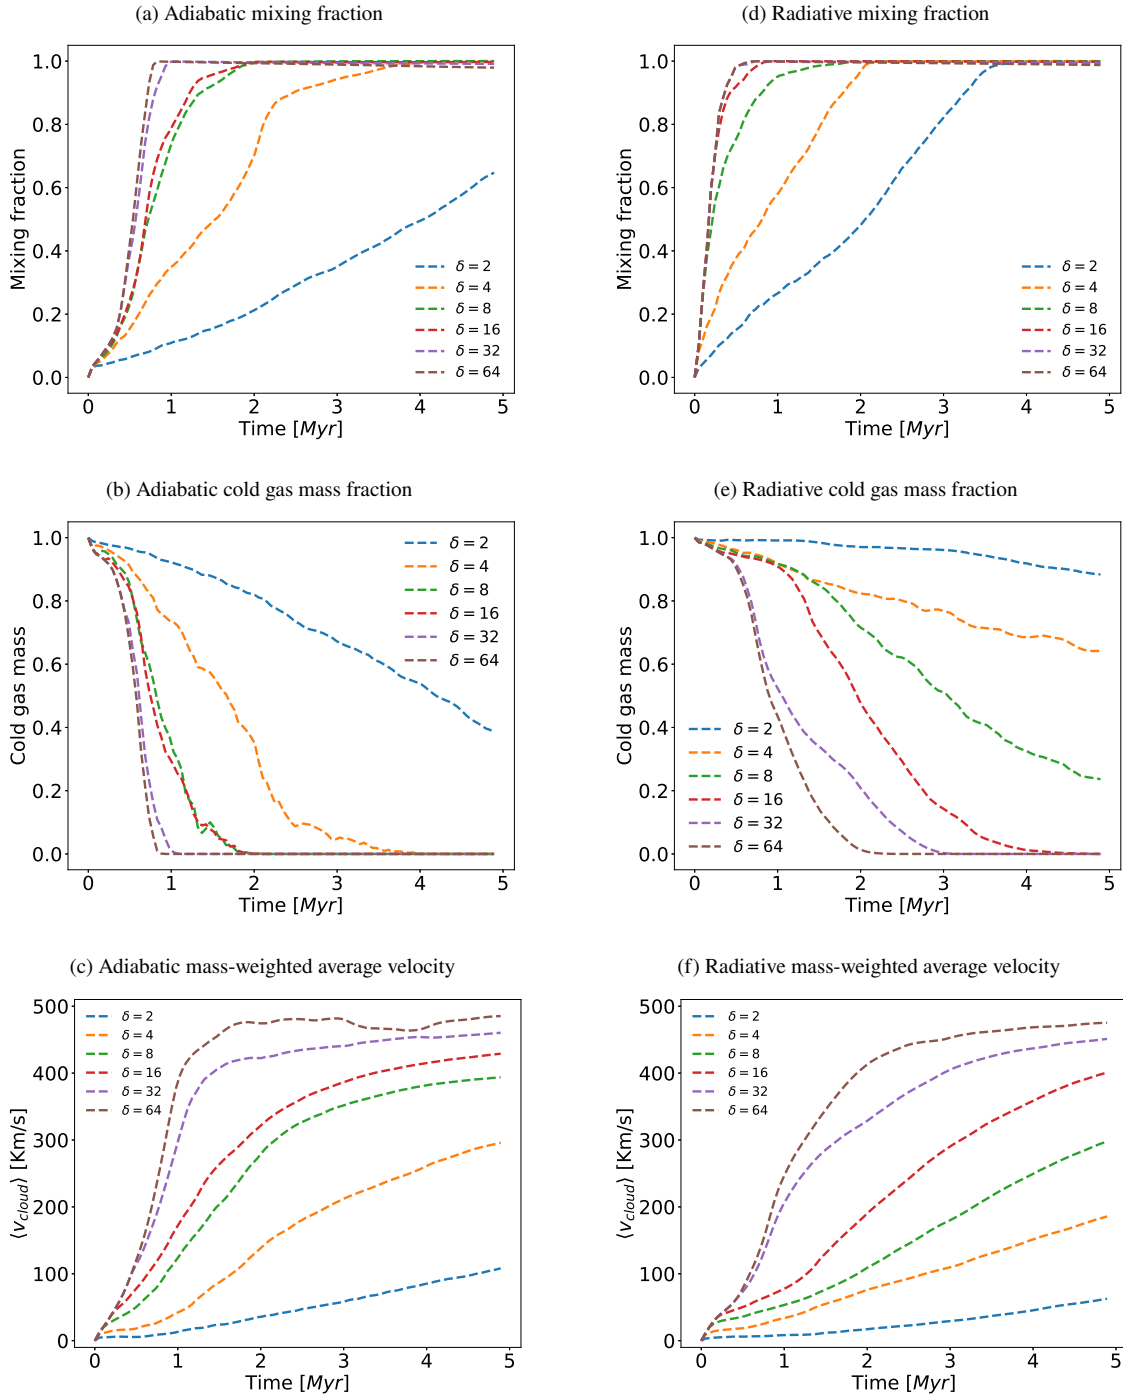 (a) Adiabatic mixing fraction
1.0
0.8
0.6
0.4
0.2
0.0
Mixing fraction
δ = 2
δ = 4
δ = 8
δ = 16
δ = 32
δ = 64
0 1 2 3 4 5
Time [Myr]
(d) Radiative mixing fraction
1.0
0.8
0.6
0.4
0.2
0.0
Mixing fraction
δ = 2
δ = 4
δ = 8
δ = 16
δ = 32
δ = 64
0 1 2 3 4 5
Time [Myr]
(b) Adiabatic cold gas mass fraction
1.0
0.8
0.6
0.4
0.2
0.0
Cold gas mass
δ = 2
δ = 4
δ = 8
δ = 16
δ = 32
δ = 64
0 1 2 3 4 5
Time [Myr]
(e) Radiative cold gas mass fraction
1.0
0.8
0.6
0.4
0.2
0.0
Cold gas mass
δ = 2
δ = 4
δ = 8
δ = 16
δ = 32
δ = 64
0 1 2 3 4 5
Time [Myr]
(c) Adiabatic mass-weighted average velocity
500
400
300
200
100
0
⟨v_cloud⟩ [Km/s]
δ = 2
δ = 4
δ = 8
δ = 16
δ = 32
δ = 64
0 1 2 3 4 5
Time [Myr]
(f) Radiative mass-weighted average velocity
500
400
300
200
100
0
⟨v_cloud⟩ [Km/s]
δ = 2
δ = 4
δ = 8
δ = 16
δ = 32
δ = 64
0 1 2 3 4 5
Time [Myr]